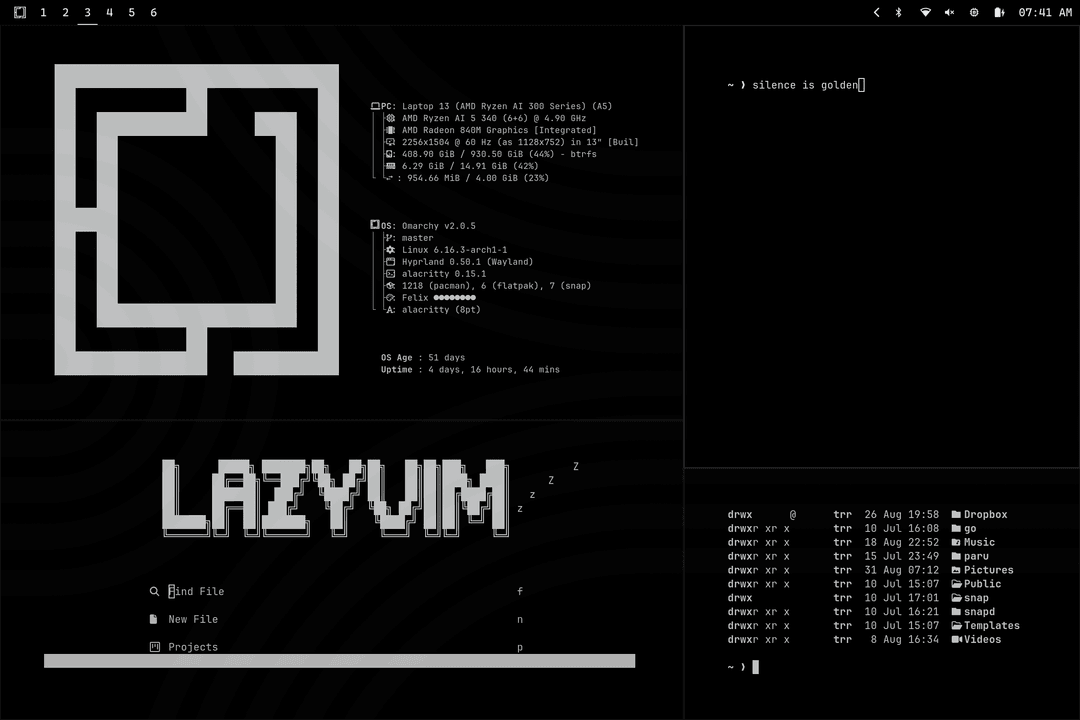 1 2 3 4 5 6
07:41 AM
PC: Laptop 13 (AMD Ryzen AI 300 Series) (A5)
AMD Ryzen AI 5 340 (6+6) @ 4.90 GHz
AMD Radeon 840M Graphics [Integrated]
2256x1504 @ 60 Hz (as 1128x752) in 13" [Buil]
: 408.90 GiB / 930.50 GiB (44%) - btrfs
: 6.29 GiB / 14.91 GiB (42%)
: 954.66 MiB / 4.00 GiB (23%)
OS: Omarchy v2.0.5
: master
Linux 6.16.3-arch1-1
Hyprland 0.50.1 (Wayland)
alacritty 0.15.1
1218 (pacman), 6 (flatpak), 7 (snap)
Felix
A: alacritty (8pt)
OS Age : 51 days
Uptime : 4 days, 16 hours, 44 mins
~ ❯ silence is golden
LAZYVIM
Z
Z
z
z
Find File f
New File n
Projects p
drwx @ trr 26 Aug 19:58 Dropbox
drwxr xr x trr 10 Jul 16:08 go
drwxr xr x trr 18 Aug 22:52 Music
drwxr xr x trr 15 Jul 23:49 paru
drwxr xr x trr 31 Aug 07:12 Pictures
drwxr xr x trr 10 Jul 15:07 Public
drwx trr 10 Jul 17:01 snap
drwxr xr x trr 10 Jul 16:21 snapd
drwxr xr x trr 10 Jul 15:07 Templates
drwxr xr x trr 8 Aug 16:34 Videos
~ ❯